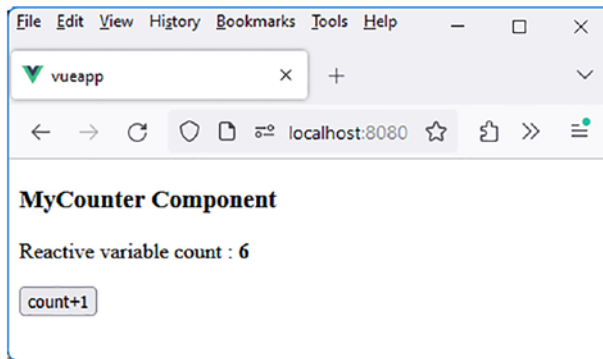 File Edit View History Bookmarks Tools Help
vueapp
localhost:8080
MyCounter Component
Reactive variable count : 6
count+1